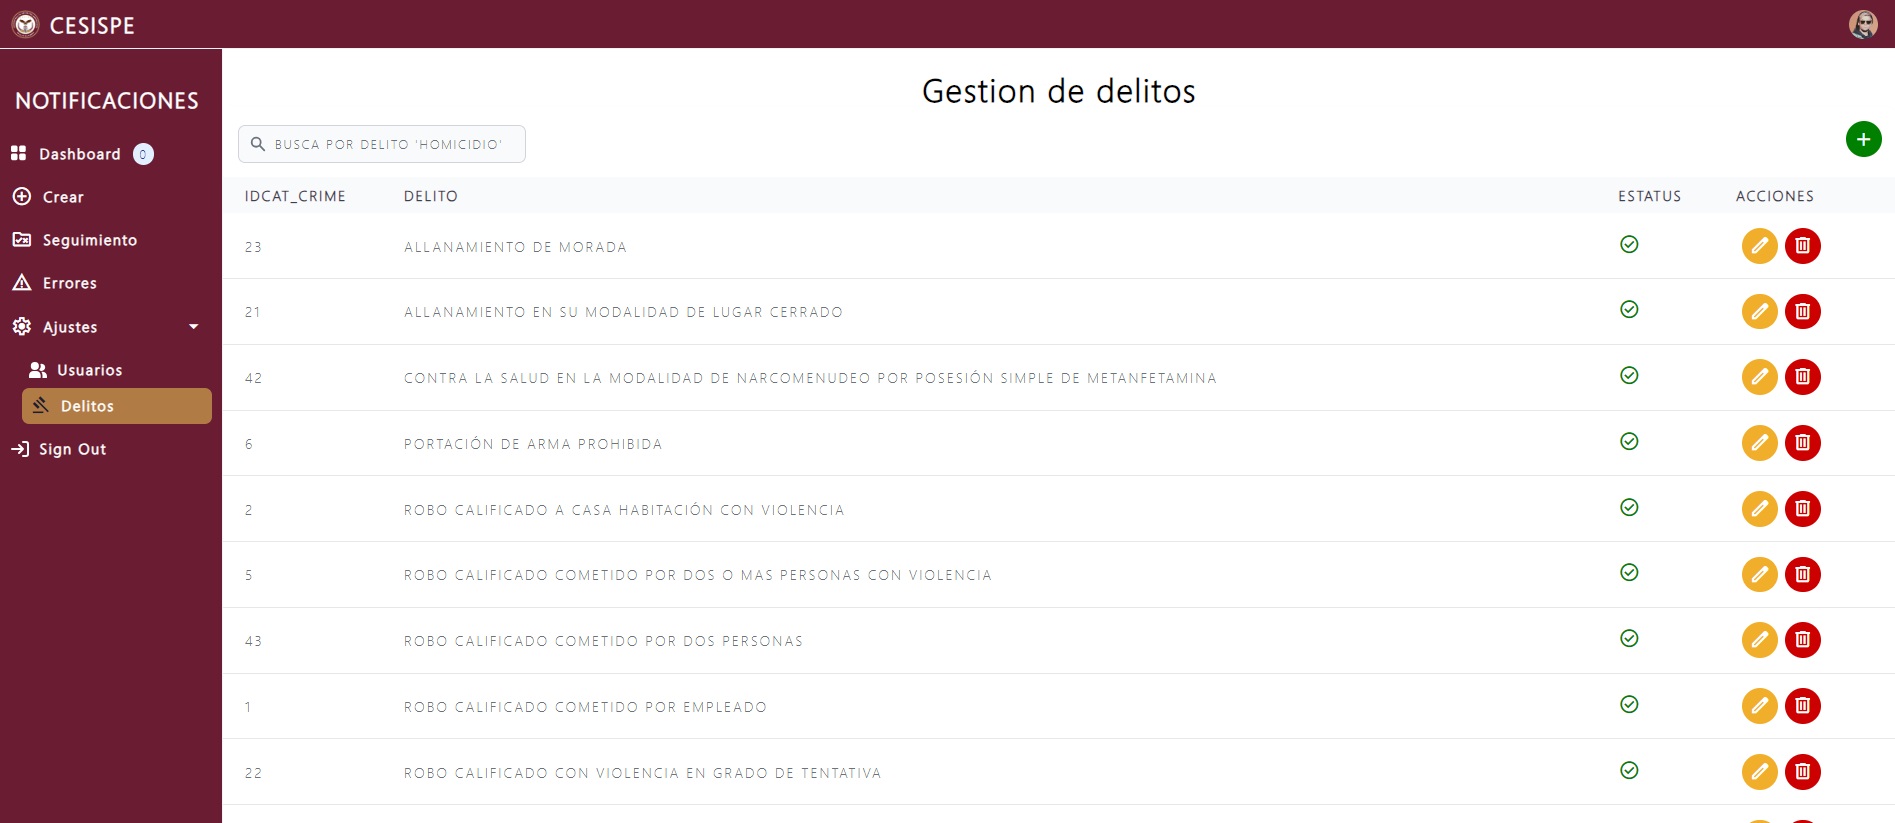 CESISPE
NOTIFICACIONES
Dashboard 0
Crear
Seguimiento
Errores
Ajustes
Usuarios
Delitos
Sign Out
Gestion de delitos
BUSCA POR DELITO 'HOMICIDIO'
IDCAT_CRIME DELITO ESTATUS ACCIONES
23 ALLANAMIENTO DE MORADA
21 ALLANAMIENTO EN SU MODALIDAD DE LUGAR CERRADO
42 CONTRA LA SALUD EN LA MODALIDAD DE NARCOMENUDEO POR POSESIÓN SIMPLE DE METANFETAMINA
6 PORTACIÓN DE ARMA PROHIBIDA
2 ROBO CALIFICADO A CASA HABITACIÓN CON VIOLENCIA
5 ROBO CALIFICADO COMETIDO POR DOS O MAS PERSONAS CON VIOLENCIA
43 ROBO CALIFICADO COMETIDO POR DOS PERSONAS
1 ROBO CALIFICADO COMETIDO POR EMPLEADO
22 ROBO CALIFICADO CON VIOLENCIA EN GRADO DE TENTATIVA